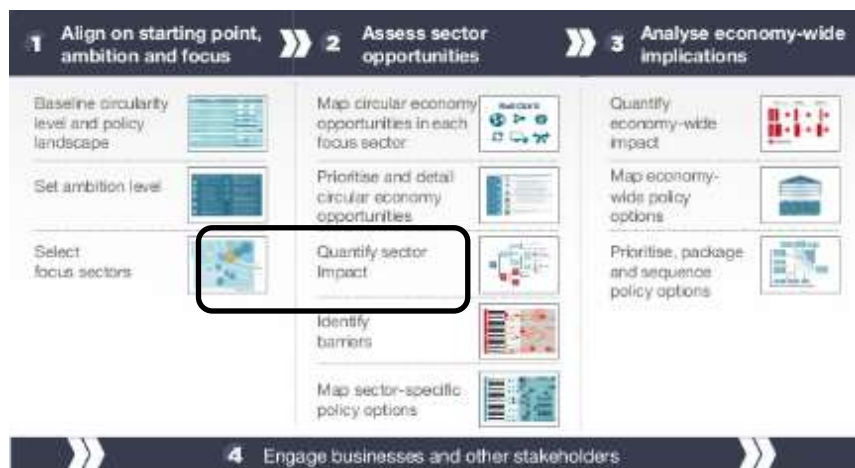 1 Align on starting point,
ambition and focus
2 Assess sector
opportunities
3 Analyse economy-wide
implications
Baseline circularity
level and policy
landscape
Set ambition level
Select
focus sectors
Map circular economy
opportunities in each
focus sector
Prioritise and detail
circular economy
opportunities
Quantify sector
Impact
Identify
barriers
Map sector-specific
policy options
Quantify
economy-wide
impact
Map economy-
wide policy
options
Prioritise, package
and sequence
policy options
4 Engage businesses and other stakeholders